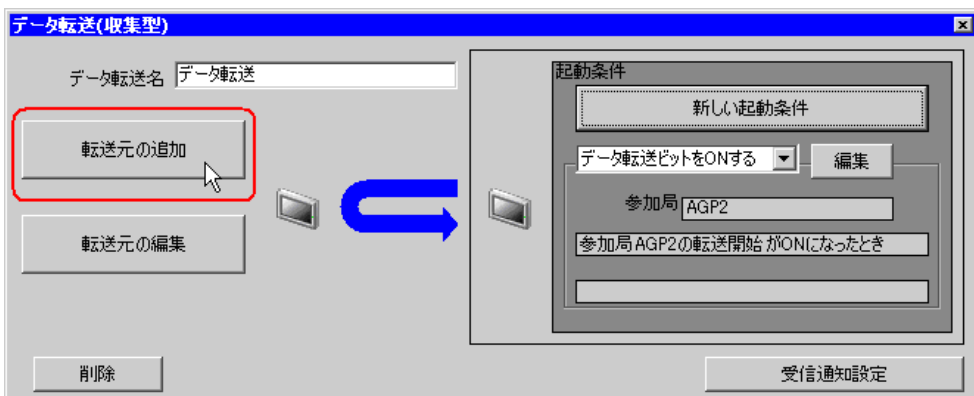 データ転送(収集型)
データ転送名 データ転送
転送元の追加
転送元の編集
削除
起動条件
新しい起動条件
データ転送ビットをONする 編集
参加局 AGP2
参加局AGP2の転送開始 がONになったとき
受信通知設定